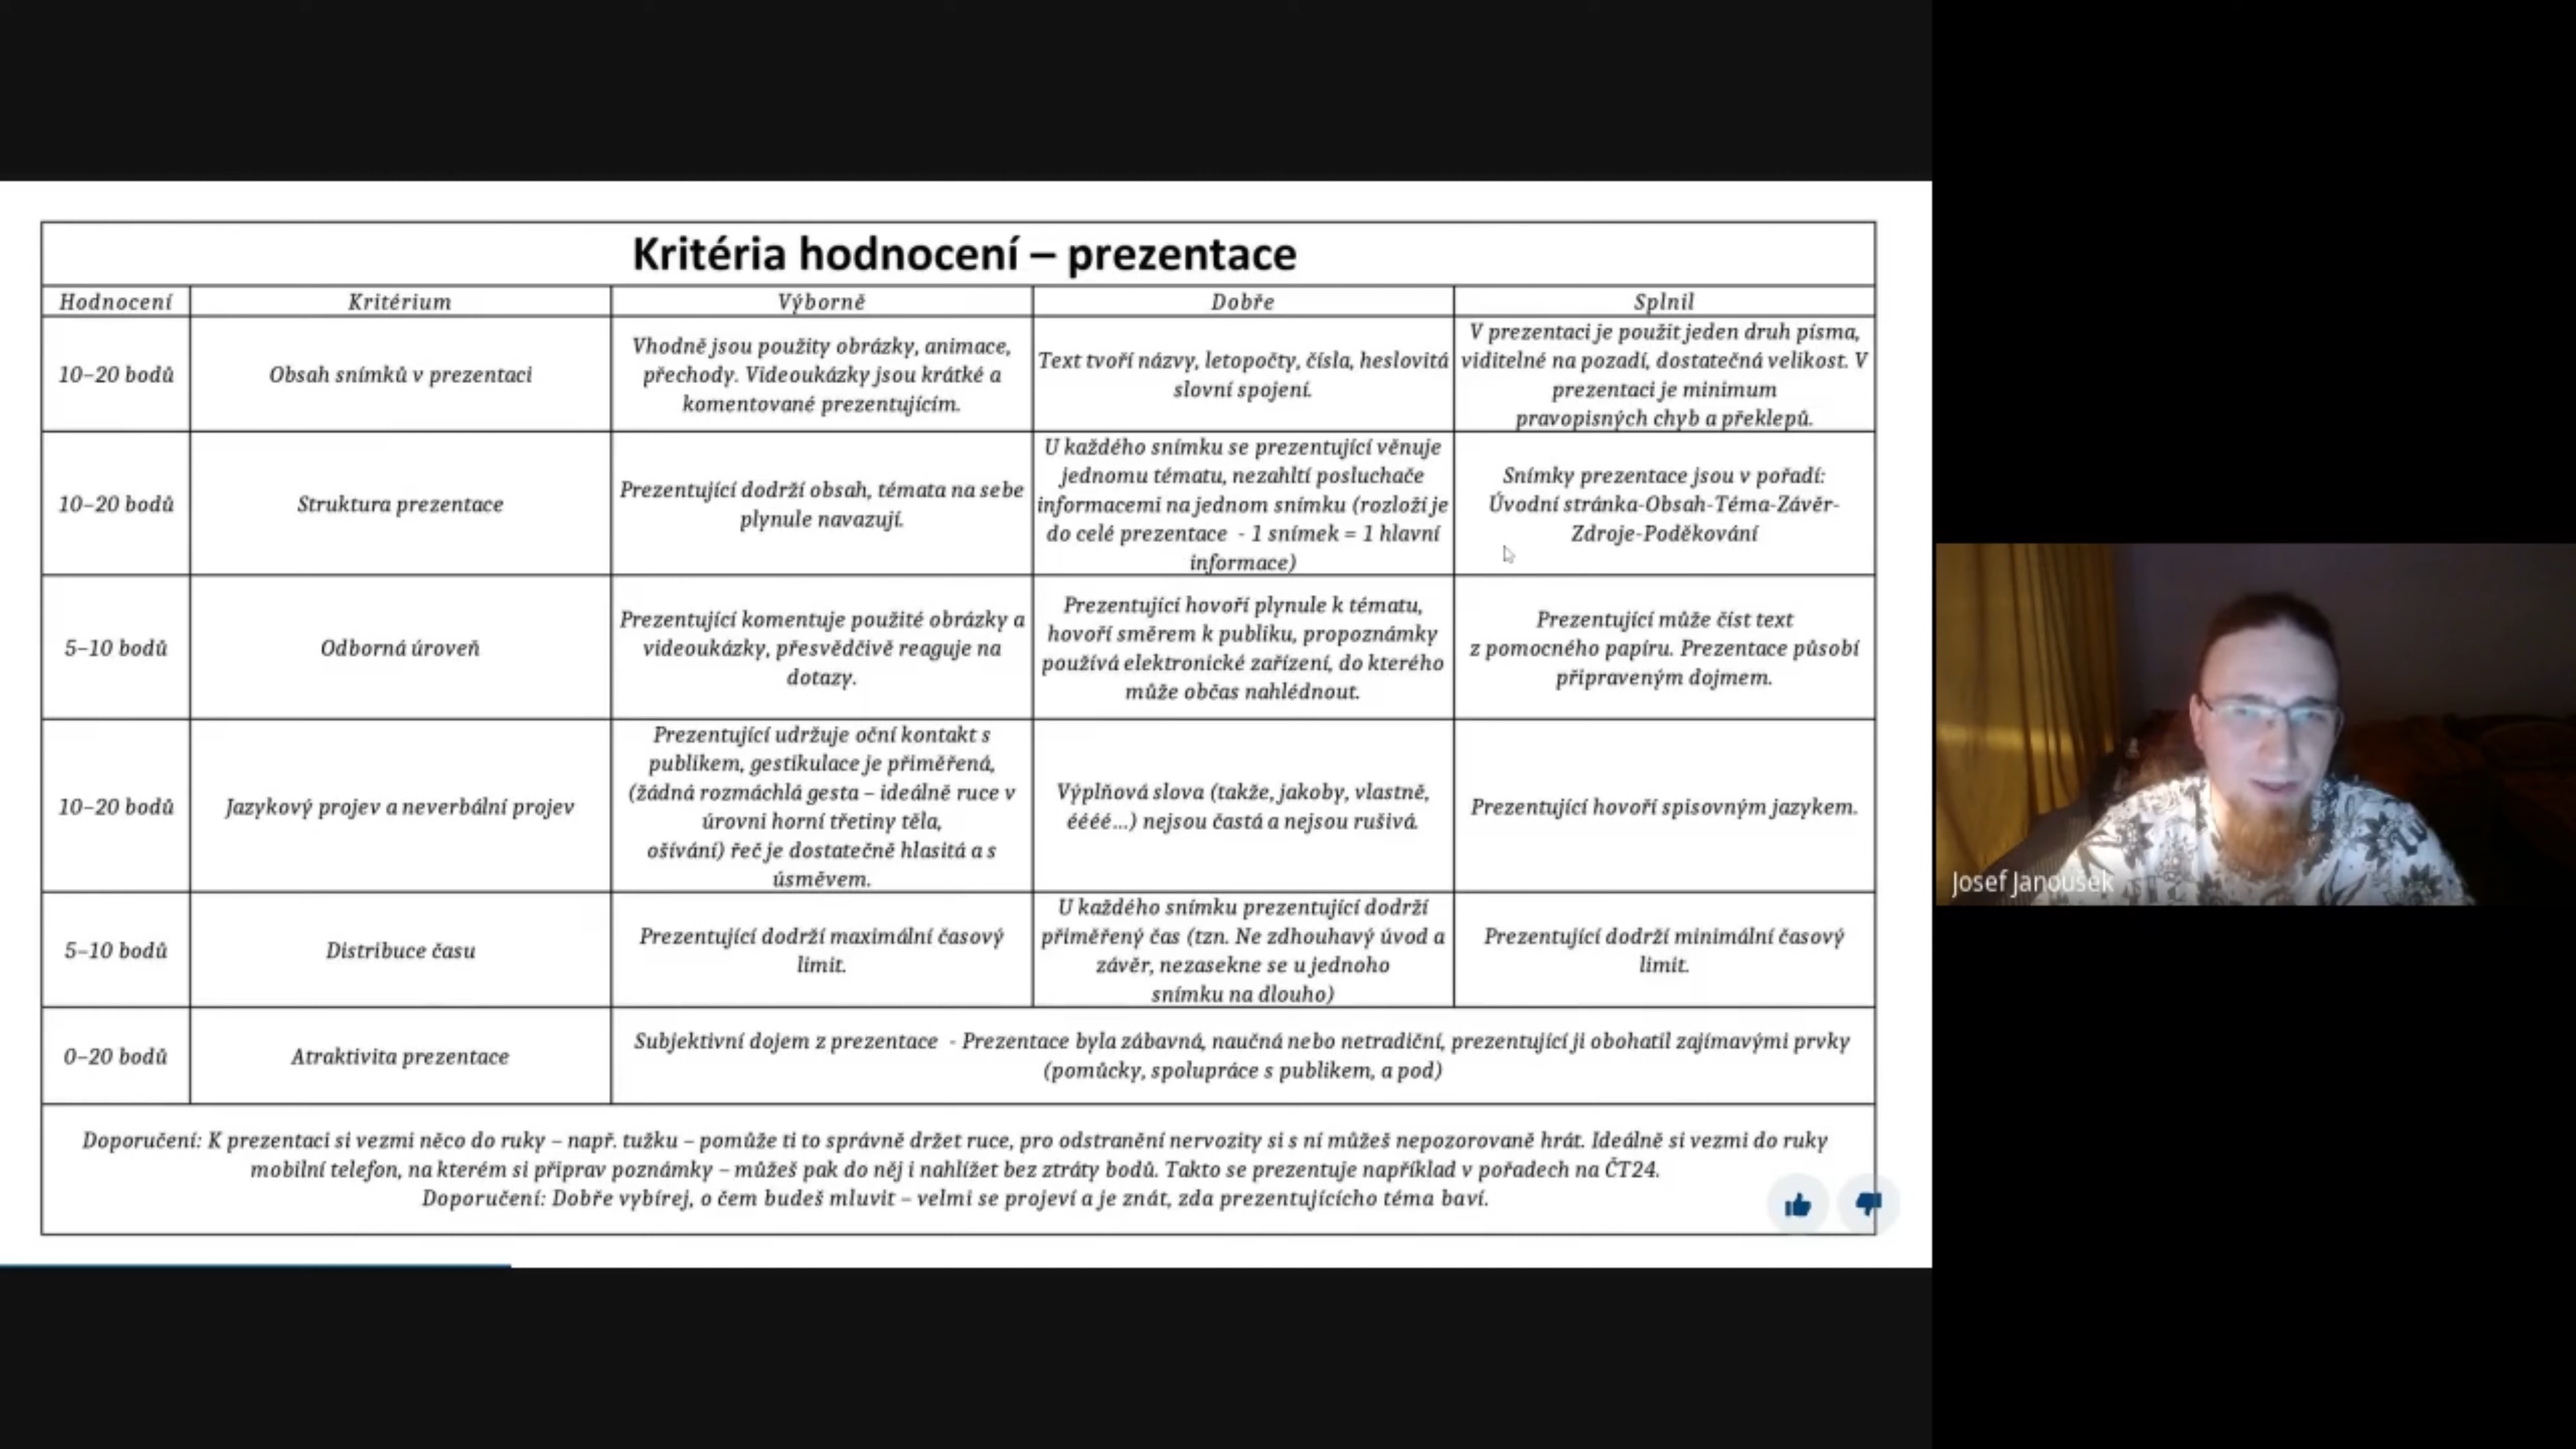 Kritéria hodnocení – prezentace
Hodnocení
Kritérium
Výborně
Dobře
Splnil
10–20 bodů
Obsah snímků v prezentaci
Vhodně jsou použity obrázky, animace,
přechody. Videoukázky jsou krátké a
komentované prezentujícím.
Text tvoří názvy, letopočty, čísla, heslovitá
slovní spojení.
V prezentaci je použit jeden druh písma,
viditelné na pozadí, dostatečná velikost. V
prezentaci je minimum
pravopisných chyb a překlepů.
10–20 bodů
Struktura prezentace
Prezentující dodrží obsah, témata na sebe
plynule navazují.
U každého snímku se prezentující věnuje
jednomu tématu, nezahltí posluchače
informacemi na jednom snímku (rozloží je
do celé prezentace - 1 snímek = 1 hlavní
informace)
Snímky prezentace jsou v pořadí:
Úvodní stránka-Obsah-Téma-Závěr-
Zdroje-Poděkování
5–10 bodů
Odborná úroveň
Prezentující komentuje použité obrázky a
videoukázky, přesvědčivě reaguje na
dotazy.
Prezentující hovoří plynule k tématu,
hovoří směrem k publiku, propoznámky
používá elektronické zařízení, do kterého
může občas nahlédnout.
Prezentující může číst text
z pomocného papíru. Prezentace působí
připraveným dojmem.
10–20 bodů
Jazykový projev a neverbální projev
Prezentující udržuje oční kontakt s
publikem, gestikulace je přiměřená,
(žádná rozmáchlá gesta – ideálně ruce v
úrovni horní třetiny těla,
ošívání) řeč je dostatečně hlasitá a s
úsměvem.
Výplňová slova (takže, jakoby, vlastně,
éééé...) nejsou častá a nejsou rušivá.
Prezentující hovoří spisovným jazykem.
5–10 bodů
Distribuce času
Prezentující dodrží maximální časový
limit.
U každého snímku prezentující dodrží
přiměřený čas (tzn. Ne zdhouhavý úvod a
závěr, nezasekne se u jednoho
snímku na dlouho)
Prezentující dodrží minimální časový
limit.
0–20 bodů
Atraktivita prezentace
Subjektivní dojem z prezentace - Prezentace byla zábavná, naučná nebo netradiční, prezentující ji obohatil zajímavými prvky
(pomůcky, spolupráce s publikem, a pod)
Doporučení: K prezentaci si vezmi něco do ruky – např. tužku – pomůže ti to správně držet ruce, pro odstranění nervozity si s ní můžeš nepozorovaně hrát. Ideálně si vezmi do ruky
mobilní telefon, na kterém si připrav poznámky – můžeš pak do něj i nahlížet bez ztráty bodů. Takto se prezentuje například v pořadech na ČT24.
Doporučení: Dobře vybírej, o čem budeš mluvit – velmi se projeví a je znát, zda prezentujícícho téma baví.
Josef Janoušek